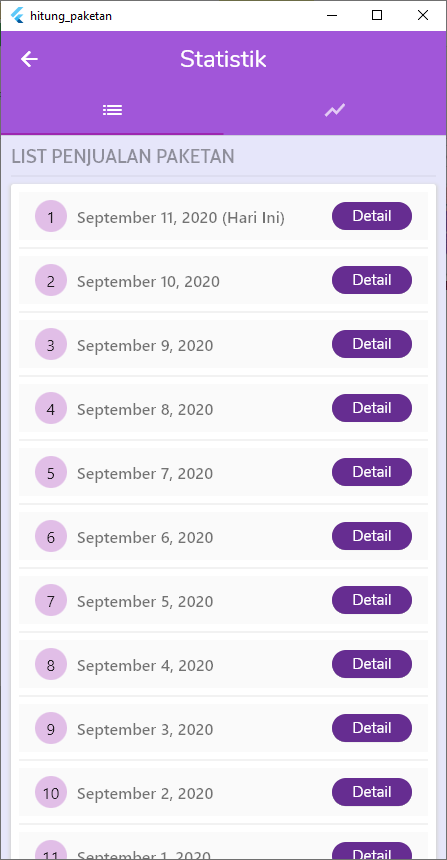 hitung_paketan
Statistik
LIST PENJUALAN PAKETAN
1 September 11, 2020 (Hari Ini) Detail
2 September 10, 2020 Detail
3 September 9, 2020 Detail
4 September 8, 2020 Detail
5 September 7, 2020 Detail
6 September 6, 2020 Detail
7 September 5, 2020 Detail
8 September 4, 2020 Detail
9 September 3, 2020 Detail
10 September 2, 2020 Detail
11 September 1, 2020 Detail